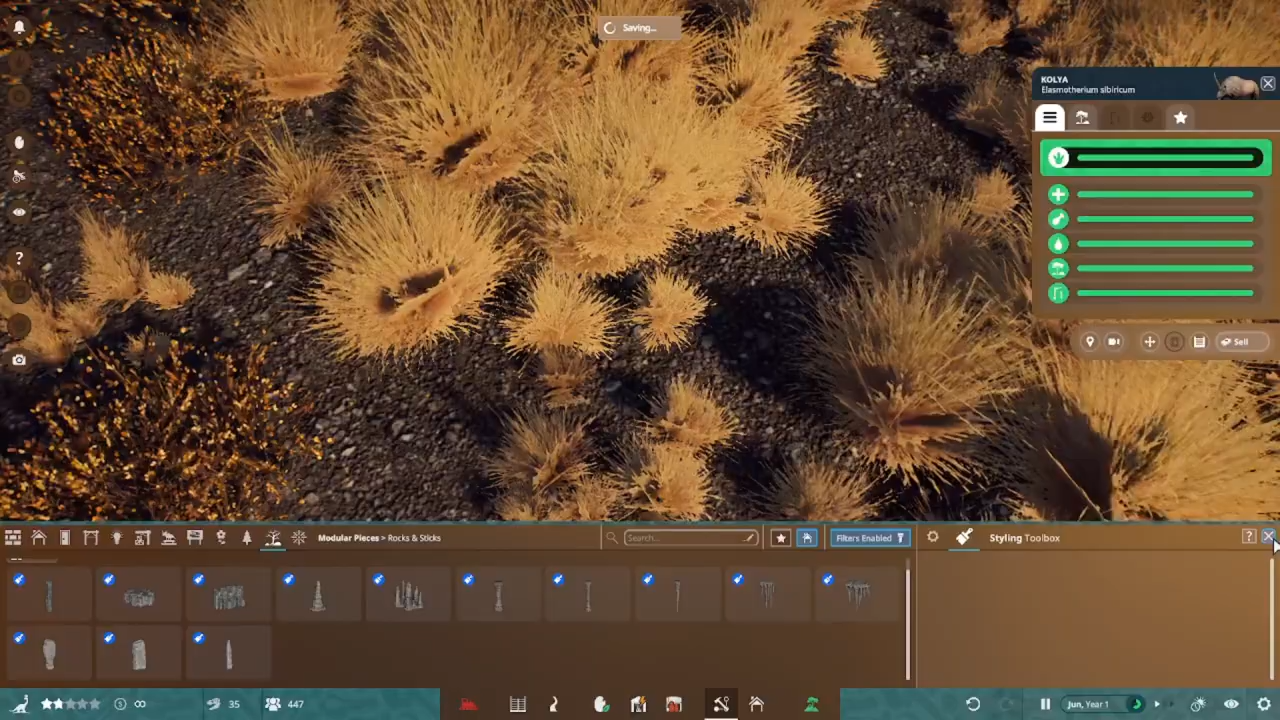 Saving...
KOLYA
Elasmotherium sibiricum
Sell
Modular Pieces > Rocks & Sticks
Search...
Filters Enabled
Styling Toolbox
?
?
35
447
Jun, Year 1